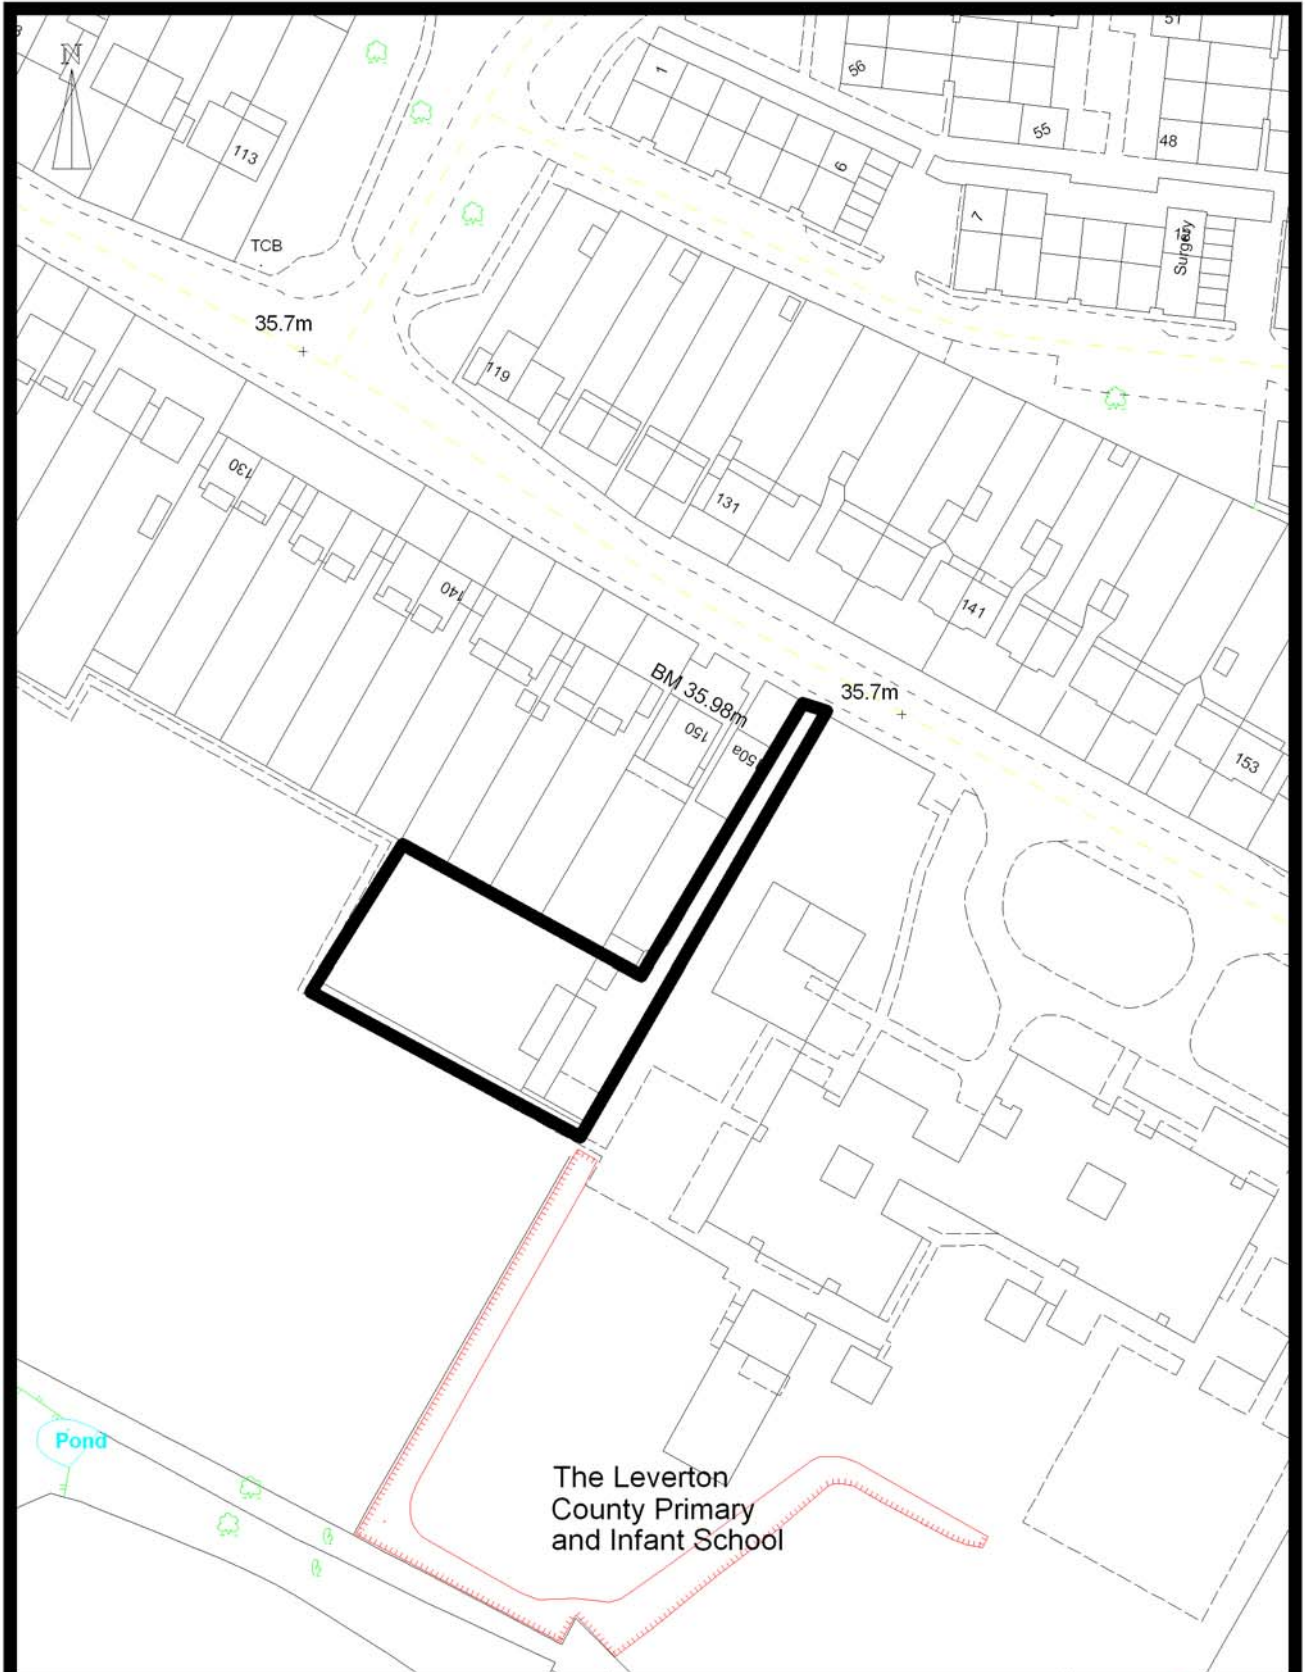 N
113
TCB
35.7m
1
6
56
55
51
48
7
Surgery
119
131
141
153
130
140
BM 35.98m
150
50a
35.7m
Pond
The Leverton
County Primary
and Infant School